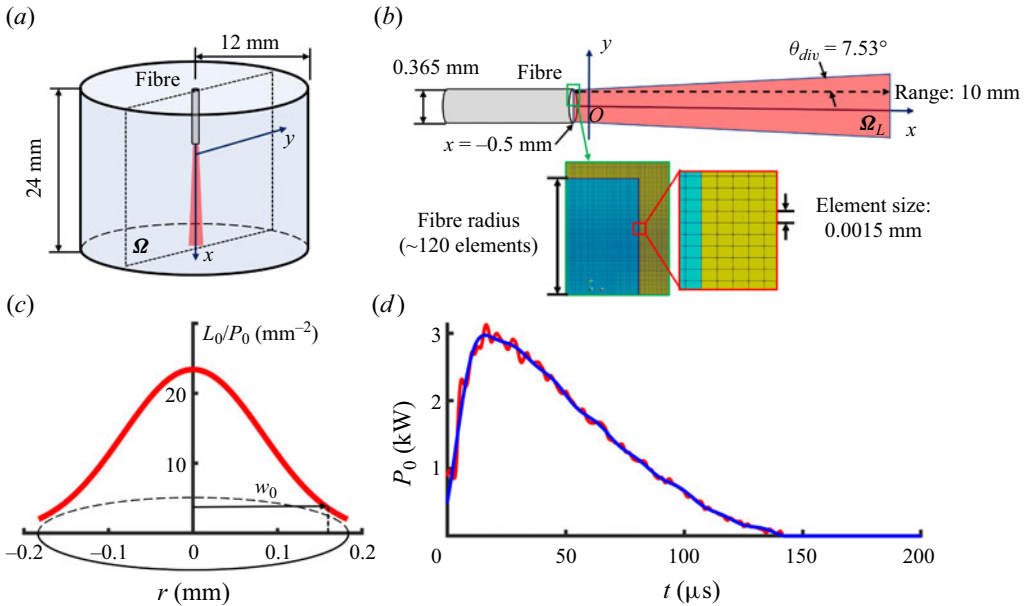 (a)
12 mm
Fibre
24 mm
y
Ω
x
(b)
y
θdiv = 7.53°
0.365 mm
Fibre
Range: 10 mm
O
ΩL
x
x = –0.5 mm
Fibre radius
(~120 elements)
Element size:
0.0015 mm
(c)
L0/P0 (mm–2)
20
10
w0
–0.2
–0.1
0
0.1
0.2
r (mm)
(d)
3
2
1
P0 (kW)
0
50
100
150
200
t (μs)